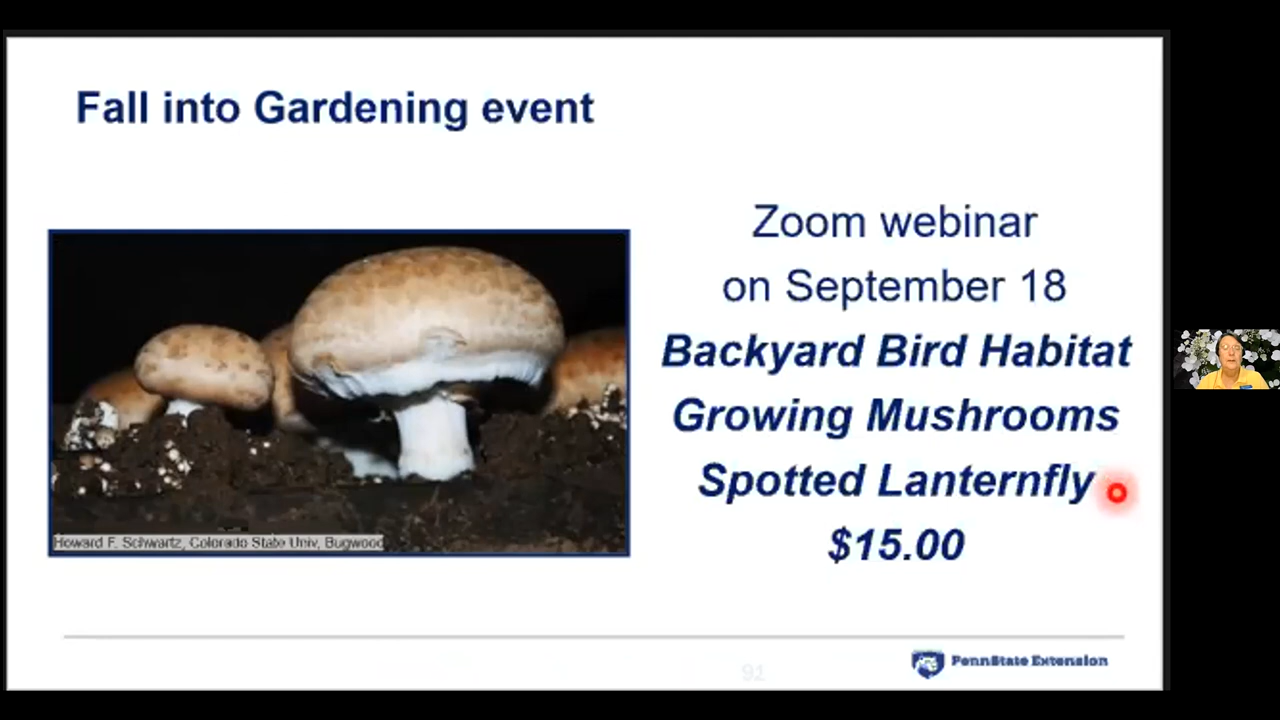 Fall into Gardening event
Zoom webinar
on September 18
Backyard Bird Habitat
Growing Mushrooms
Spotted Lanternfly
$15.00
Howard F. Schwartz, Colorado State Univ, Bugwood
92
PennState Extension